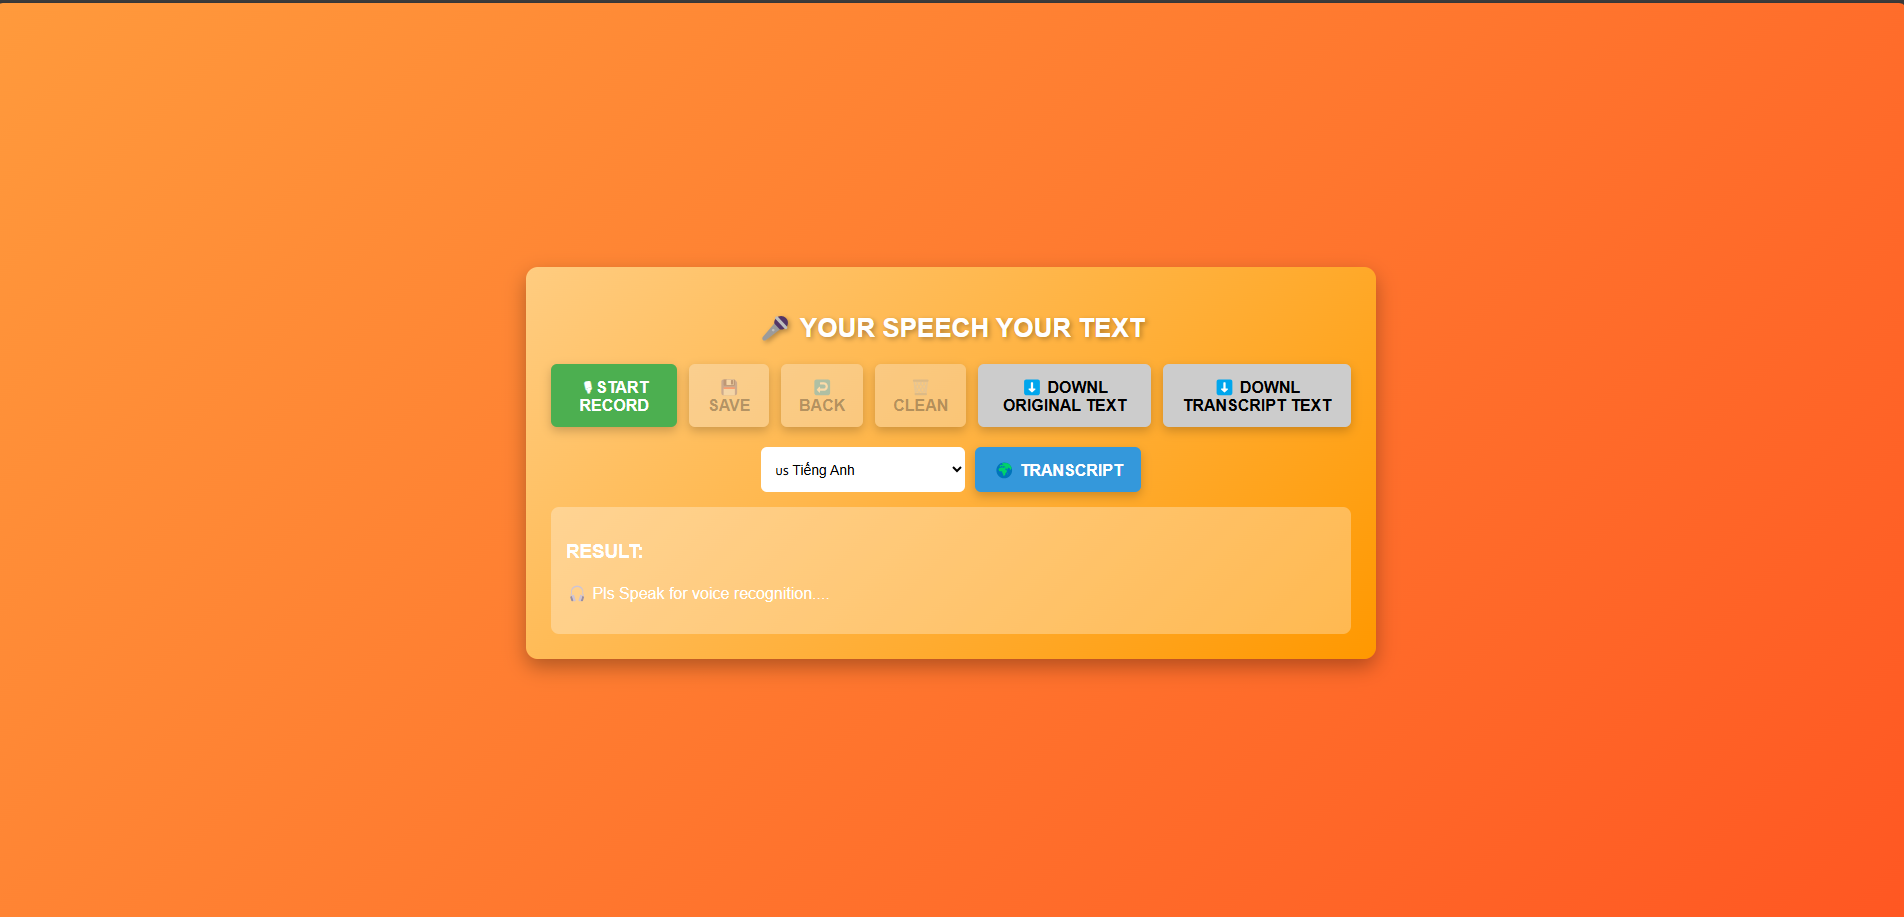 YOUR SPEECH YOUR TEXT
START
RECORD
SAVE
BACK
CLEAN
DOWNL
ORIGINAL TEXT
DOWNL
TRANSCRIPT TEXT
us Tiếng Anh
TRANSCRIPT
RESULT:
Pls Speak for voice recognition....